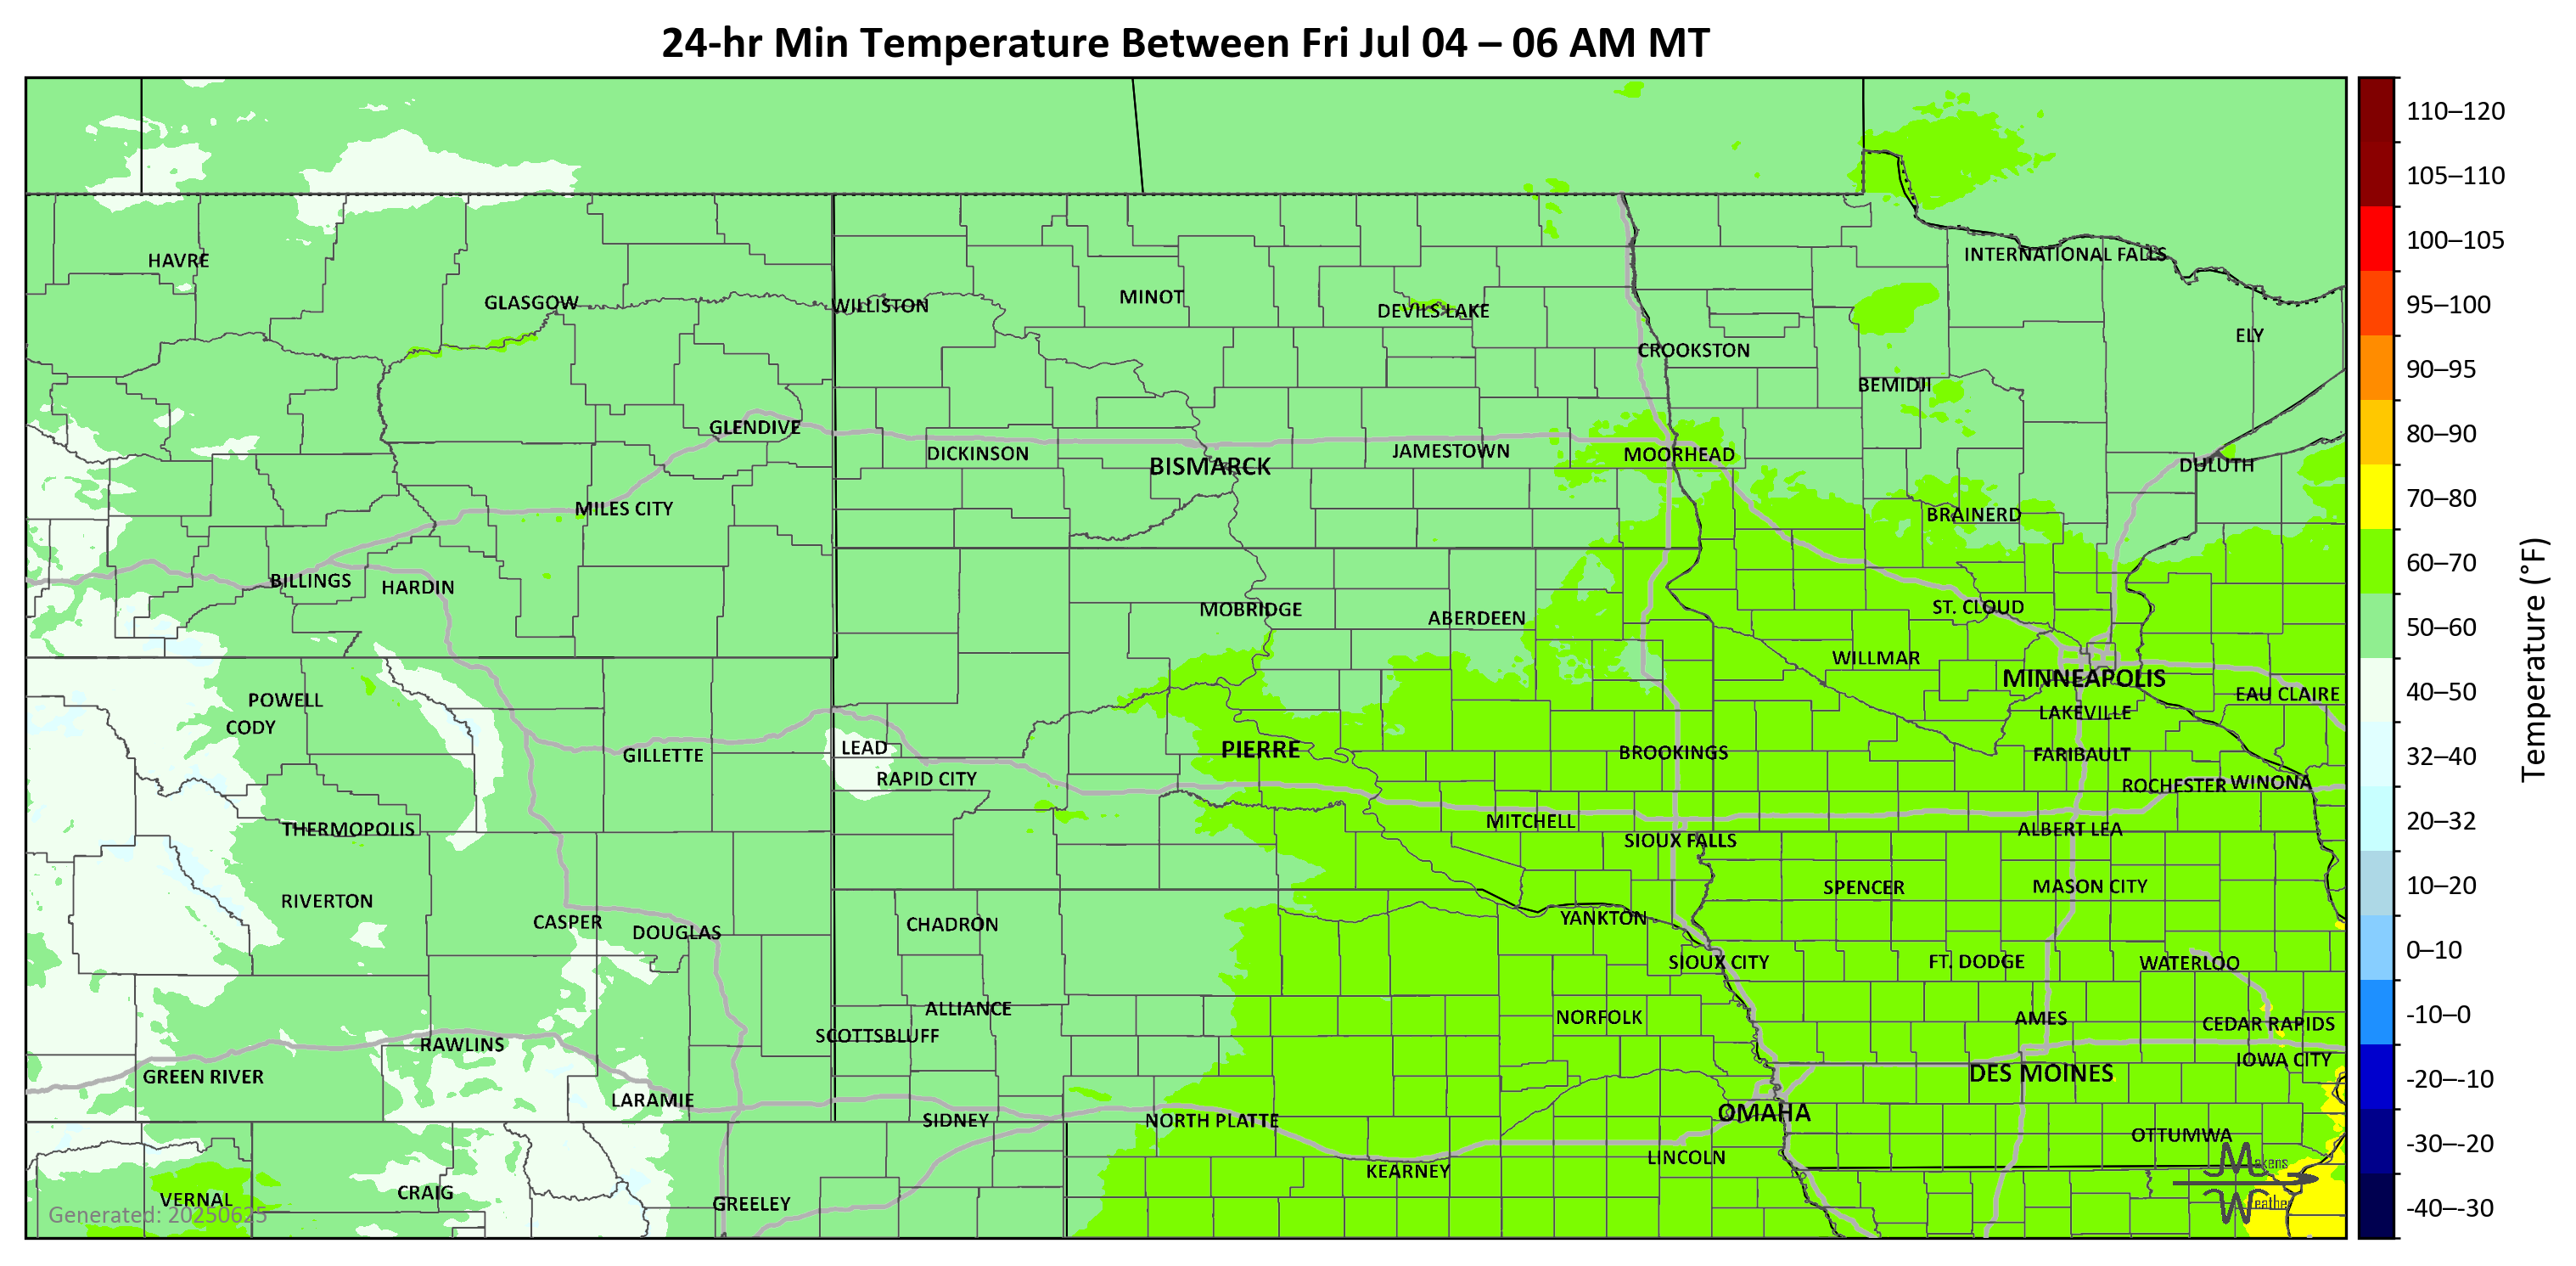 24-hr Min Temperature Between Fri Jul 04 – 06 AM MT
HAVRE
GLASGOW
WILLISTON
MINOT
DEVILS LAKE
INTERNATIONAL FALLS
ELY
CROOKSTON
BEMIDJI
GLENDIVE
DICKINSON
BISMARCK
JAMESTOWN
MOORHEAD
DULUTH
MILES CITY
BRAINERD
BILLINGS
HARDIN
MOBRIDGE
ABERDEEN
ST. CLOUD
WILLMAR
MINNEAPOLIS
EAU CLAIRE
POWELL
CODY
LAKEVILLE
GILLETTE
LEAD
PIERRE
BROOKINGS
FARIBAULT
RAPID CITY
ROCHESTER
WINONA
THERMOPOLIS
MITCHELL
SIOUX FALLS
ALBERT LEA
RIVERTON
SPENCER
MASON CITY
CASPER
DOUGLAS
CHADRON
YANKTON
SIOUX CITY
FT. DODGE
WATERLOO
ALLIANCE
NORFOLK
AMES
CEDAR RAPIDS
SCOTTSBLUFF
RAWLINS
IOWA CITY
GREEN RIVER
DES MOINES
LARAMIE
SIDNEY
NORTH PLATTE
OMAHA
OTTUMWA
LINCOLN
KEARNEY
VERNAL
CRAIG
GREELEY
Generated: 20250625
Makens
Weather
110–120
105–110
100–105
95–100
90–95
80–90
70–80
60–70
50–60
40–50
32–40
20–32
10–20
0–10
-10–0
-20–-10
-30–-20
-40–-30
Temperature (°F)